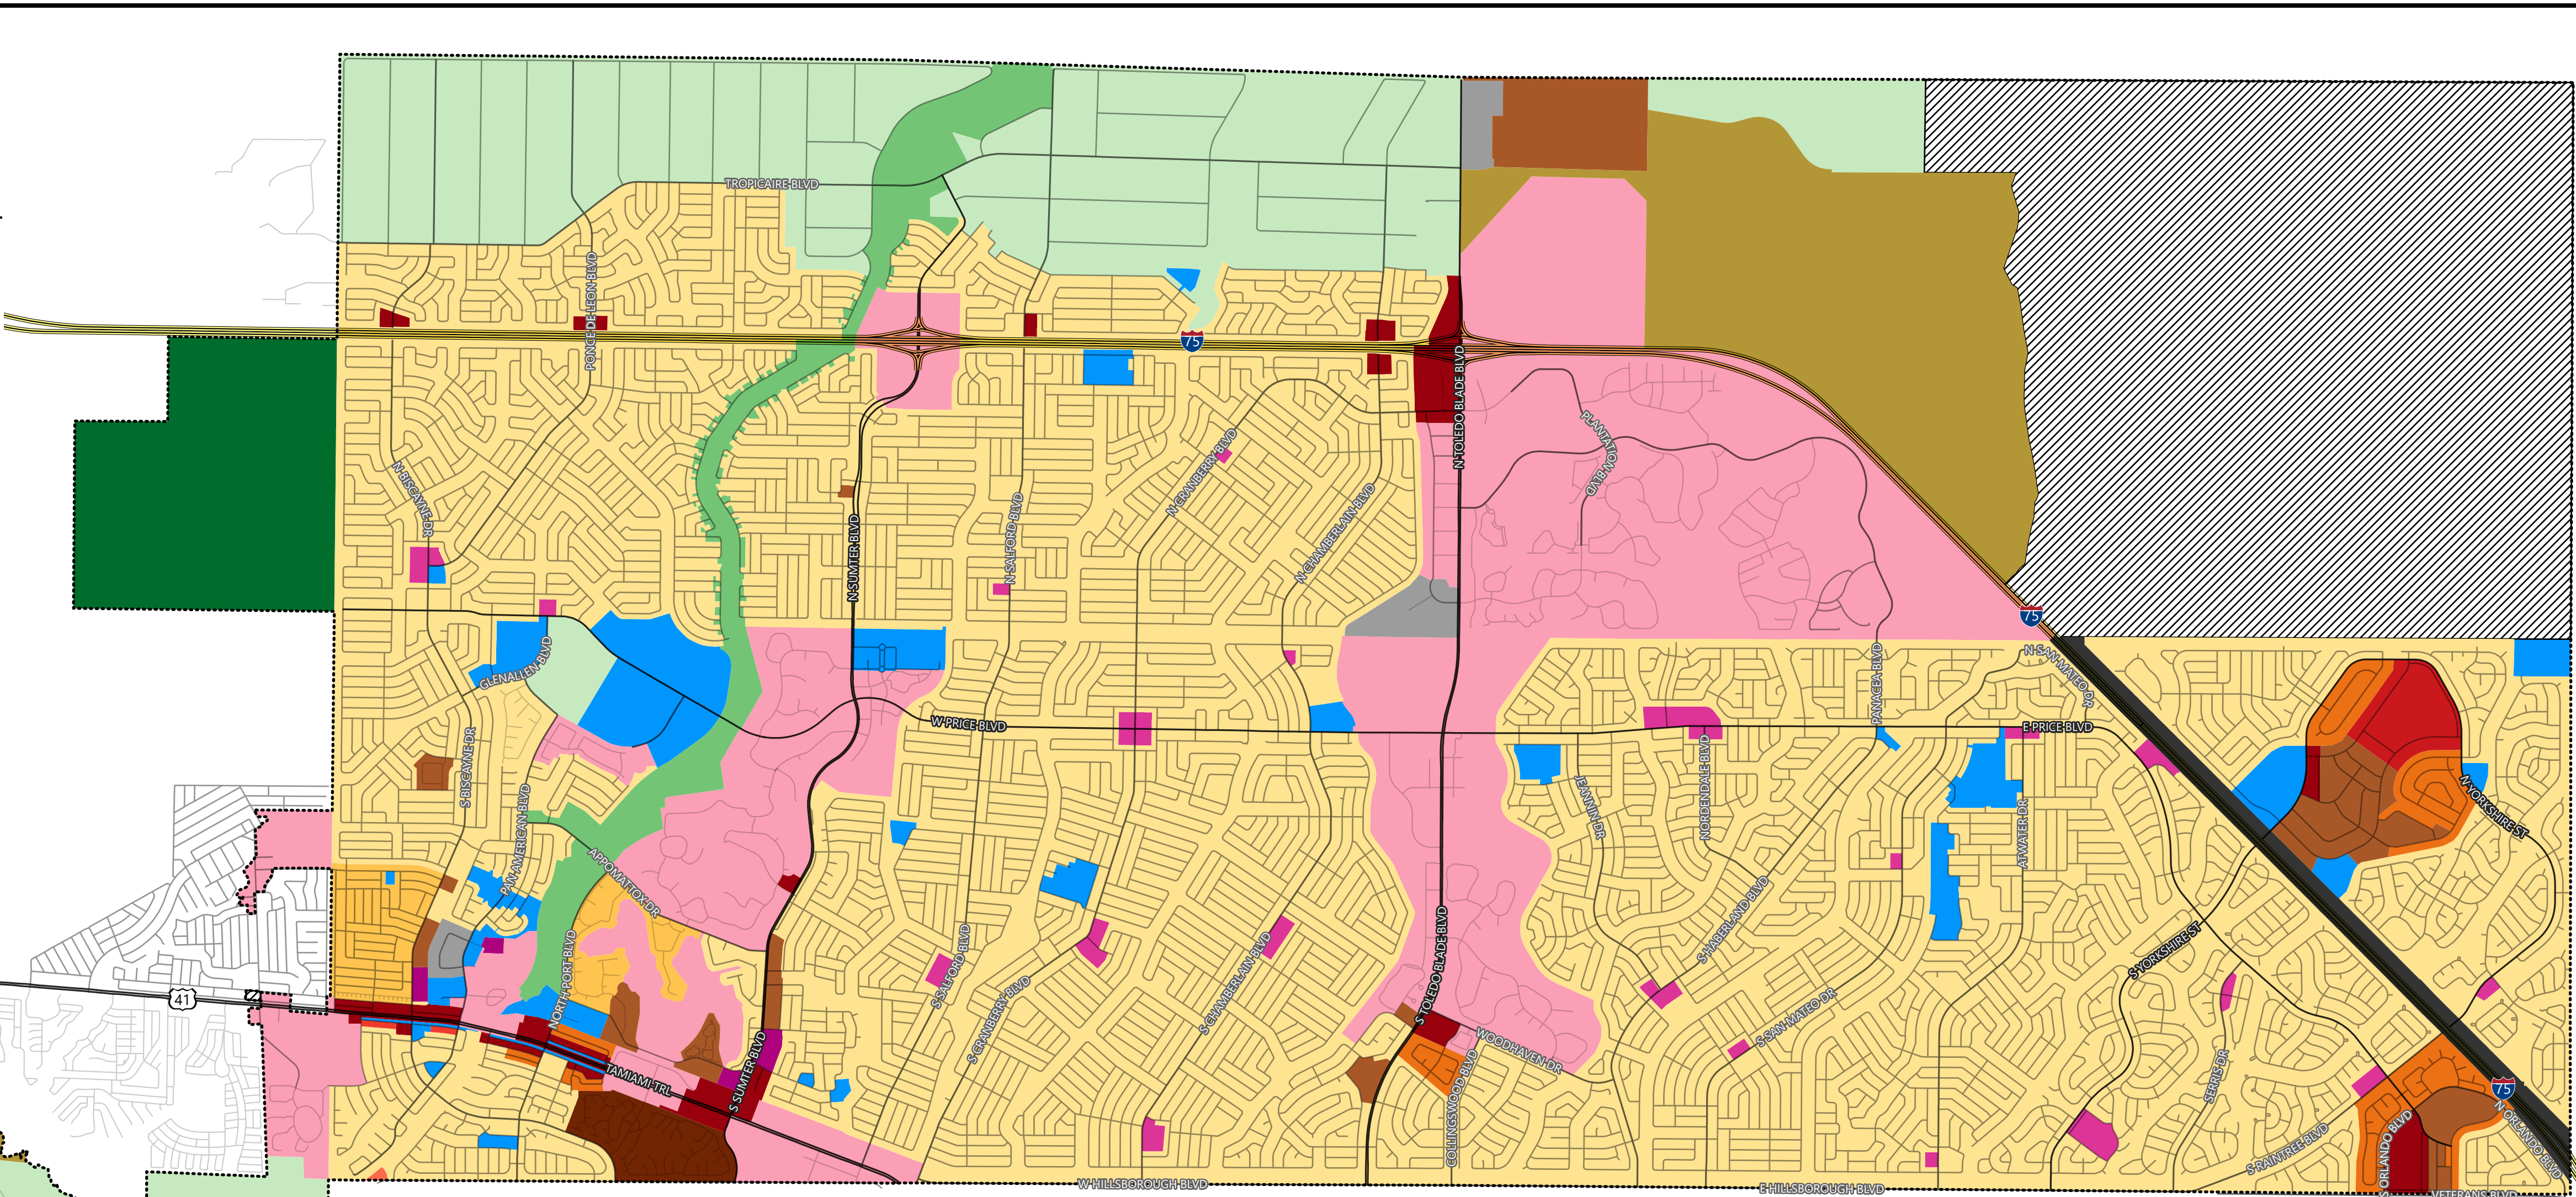 TROPICAIRE BLVD
PONCE DE LEON BLVD
75
N TOLEDO BLADE BLVD
PLANTATION BLVD
N CRANBERRY BLVD
N BISCAYNE DR
N SUMTER BLVD
N SALFORD BLVD
N CHAMBERLAIN BLVD
75
GLENALLEN BLVD
N SAN MATEO DR
PANACEA BLVD
W PRICE BLVD
E PRICE BLVD
S BISCAYNE DR
NORDENDALE BLVD
JEANNIN DR
N YORKSHIRE ST
PAN AMERICAN BLVD
ATWATER DR
APPOMATTOX DR
S HABERLAND BLVD
S SALFORD BLVD
S CHAMBERLAIN BLVD
S TOLEDO BLADE BLVD
S YORKSHIRE ST
NORTH PORT BLVD
41
S CRANBERRY BLVD
S SAN MATEO DR
WOODHAVEN DR
TAMIAMI TRL
S SUMTER BLVD
COLLINGSWOOD BLVD
SERRIS DR
75
N ORLANDO BLVD
S ORLANDO BLVD
S RAINTREE BLVD
W HILLSBOROUGH BLVD
E HILLSBOROUGH BLVD
VETERANS BLVD